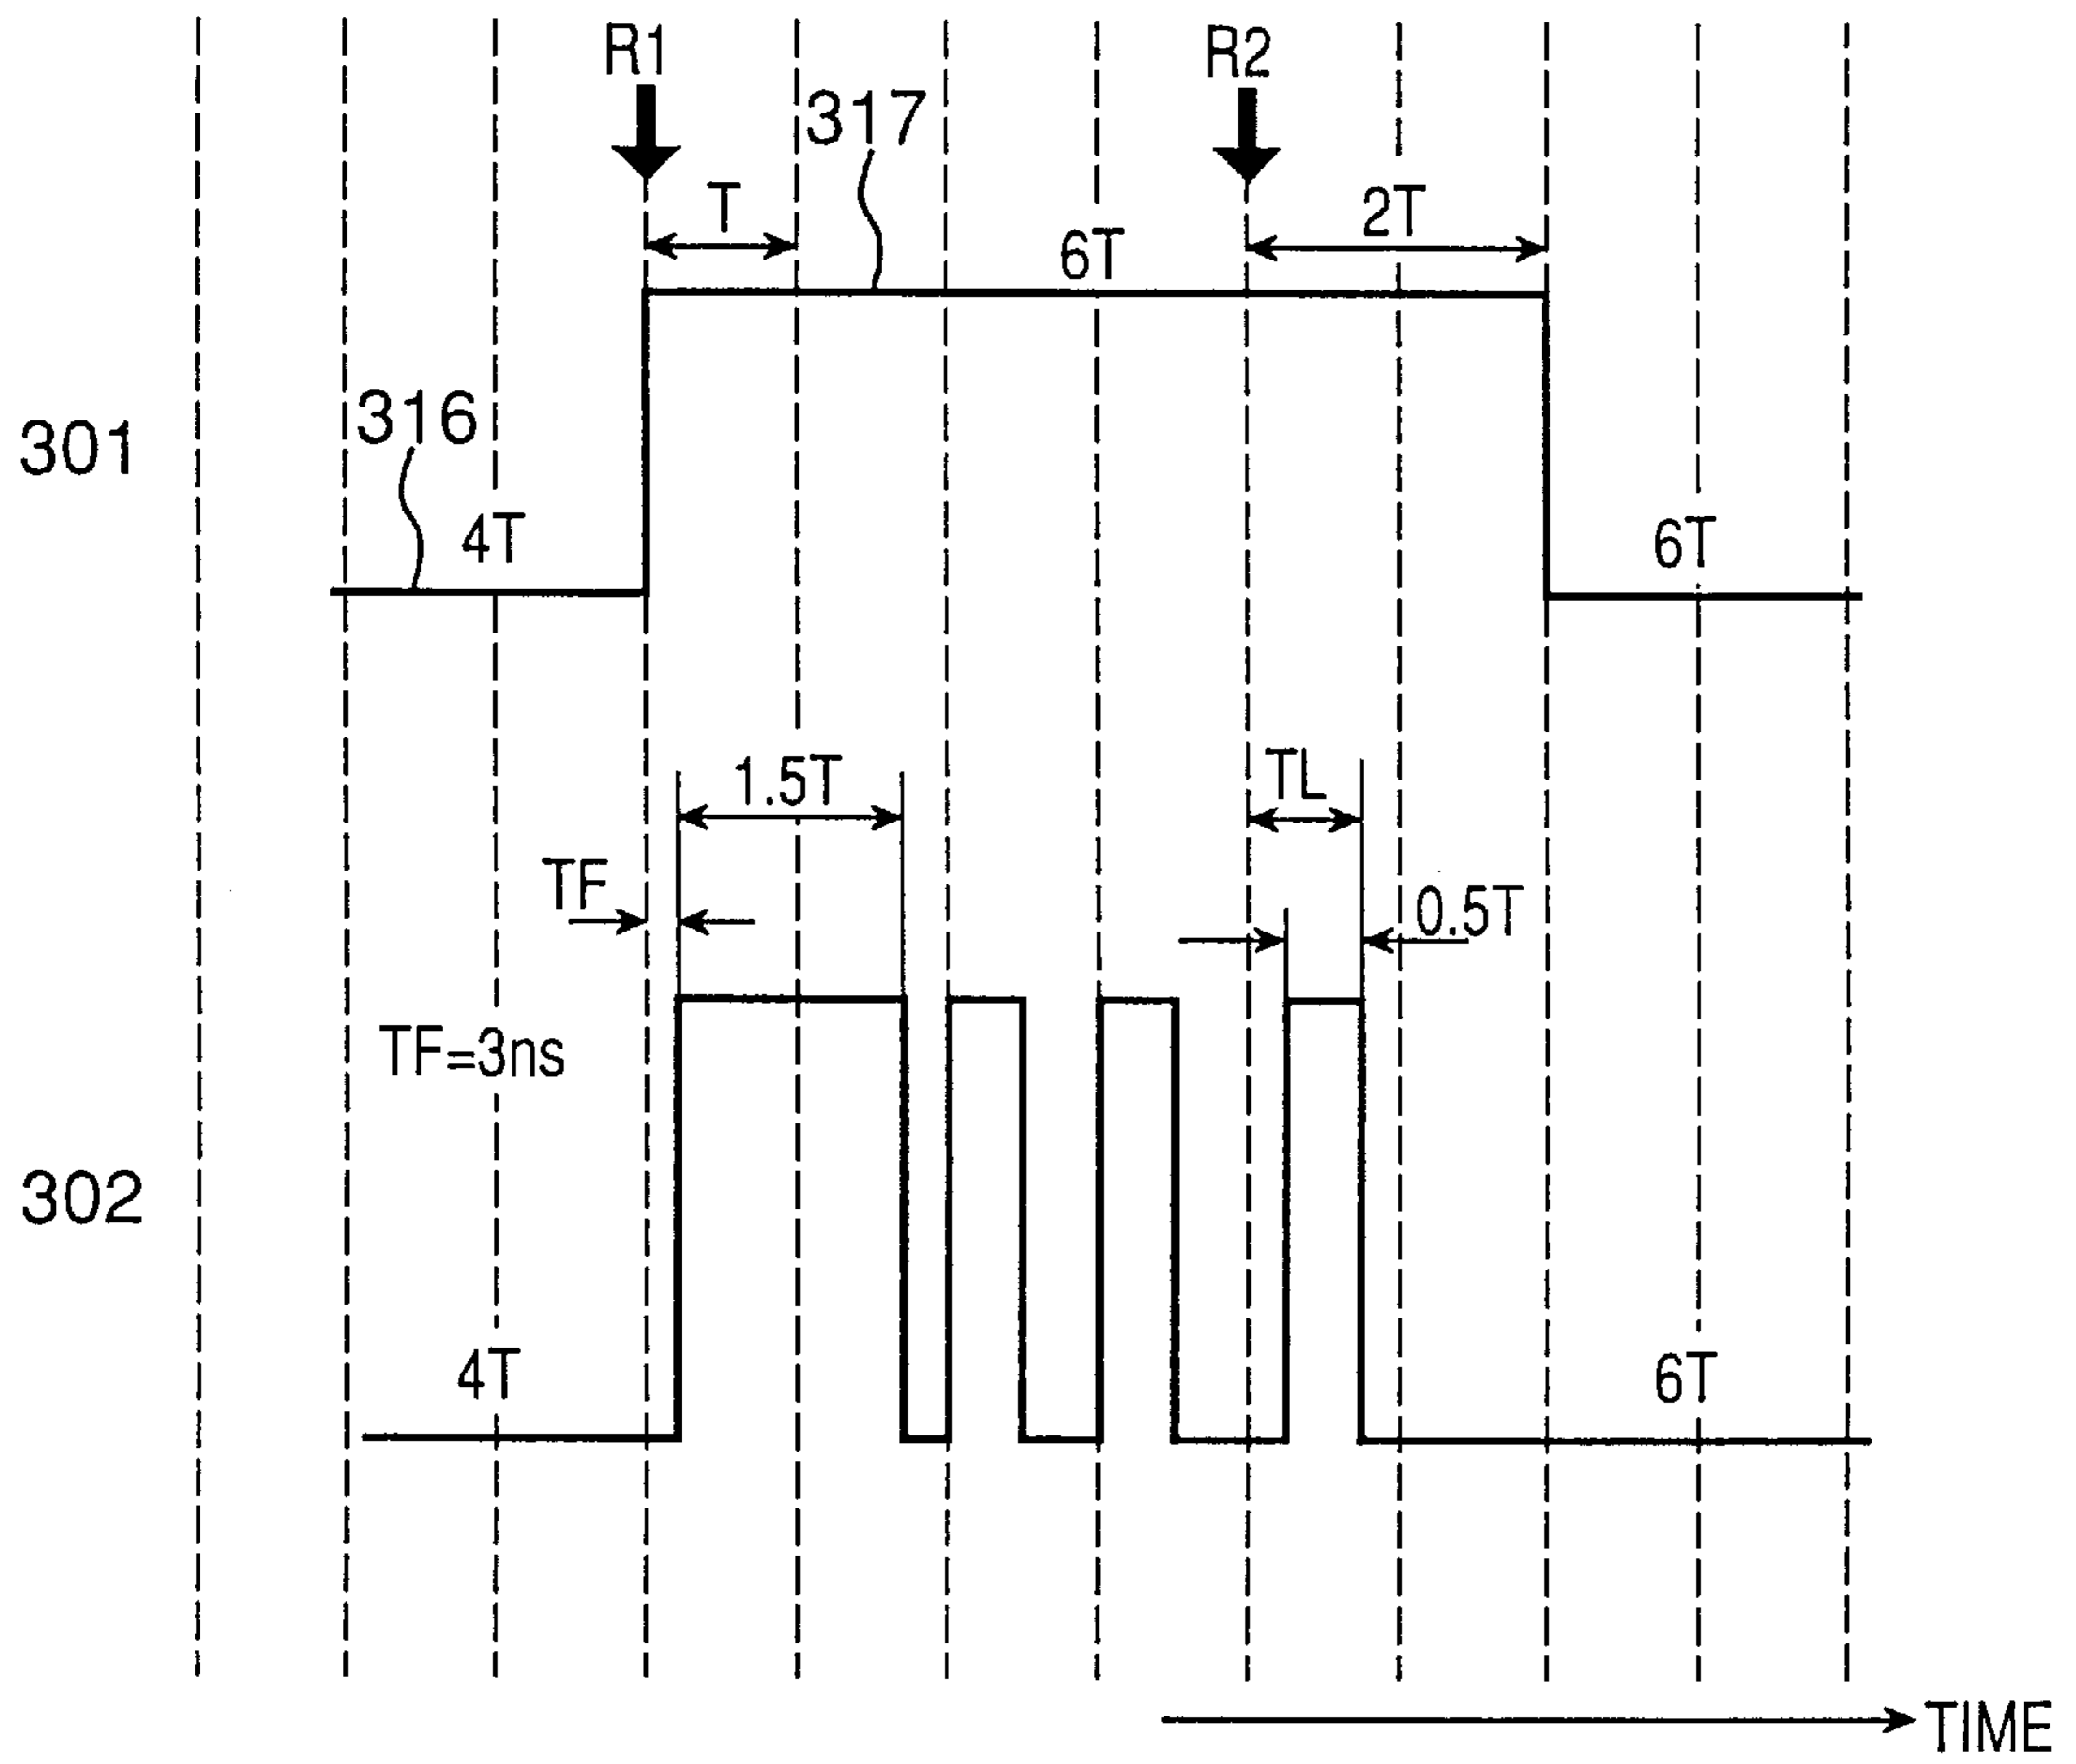 R1
R2
317
T
2T
6T
316
301
4T
6T
1.5T
TL
TF
0.5T
TF=3ns
302
4T
6T
TIME